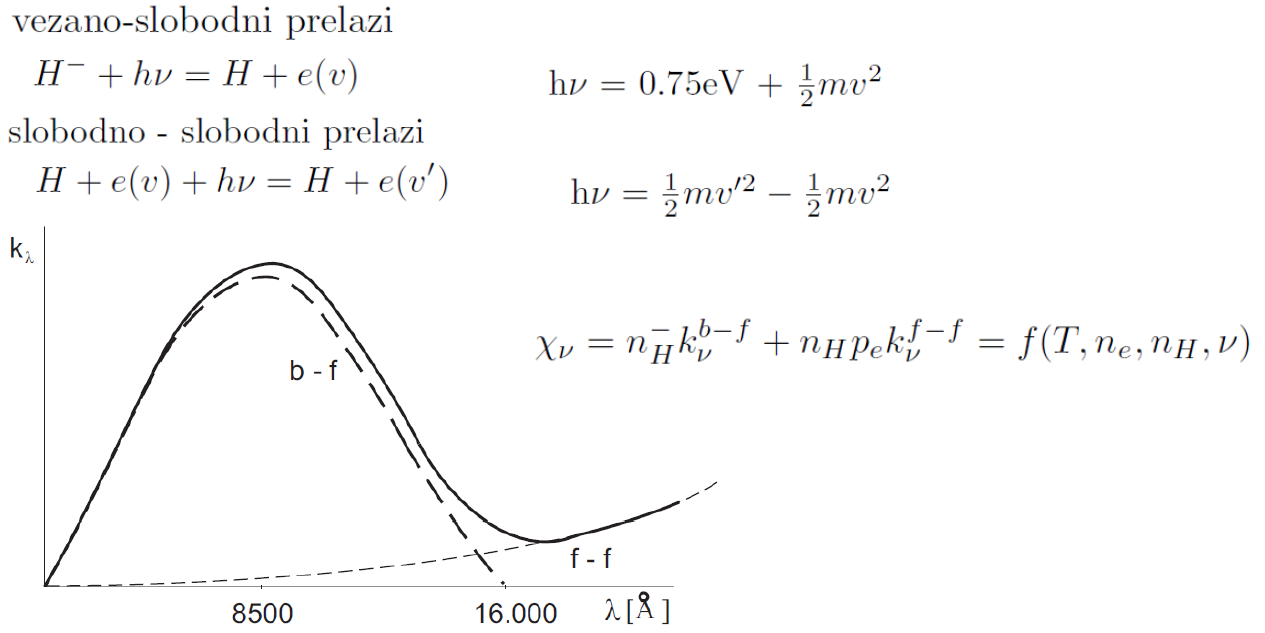 vezano-slobodni prelazi
H⁻ + hν = H + e(v)
hν = 0.75eV + ½mv²
slobodno - slobodni prelazi
H + e(v) + hν = H + e(v′)
hν = ½mv′² − ½mv²
k_λ
b - f
χ_ν = n_H^− k_ν^{b−f} + n_H p_e k_ν^{f−f} = f(T, n_e, n_H, ν)
f - f
8500
16.000
λ[Å]